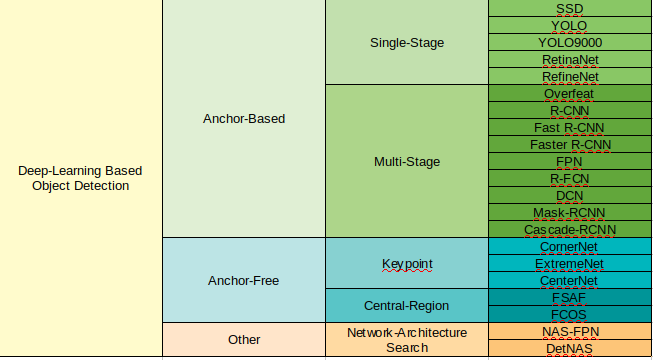 Deep-Learning Based
Object Detection
Anchor-Based
Single-Stage
SSD
YOLO
YOLO9000
RetinaNet
RefineNet
Multi-Stage
Overfeat
R-CNN
Fast R-CNN
Faster R-CNN
FPN
R-FCN
DCN
Mask-RCNN
Cascade-RCNN
Anchor-Free
Keypoint
CornerNet
ExtremeNet
CenterNet
Central-Region
FSAF
FCOS
Other
Network-Architecture
Search
NAS-FPN
DetNAS